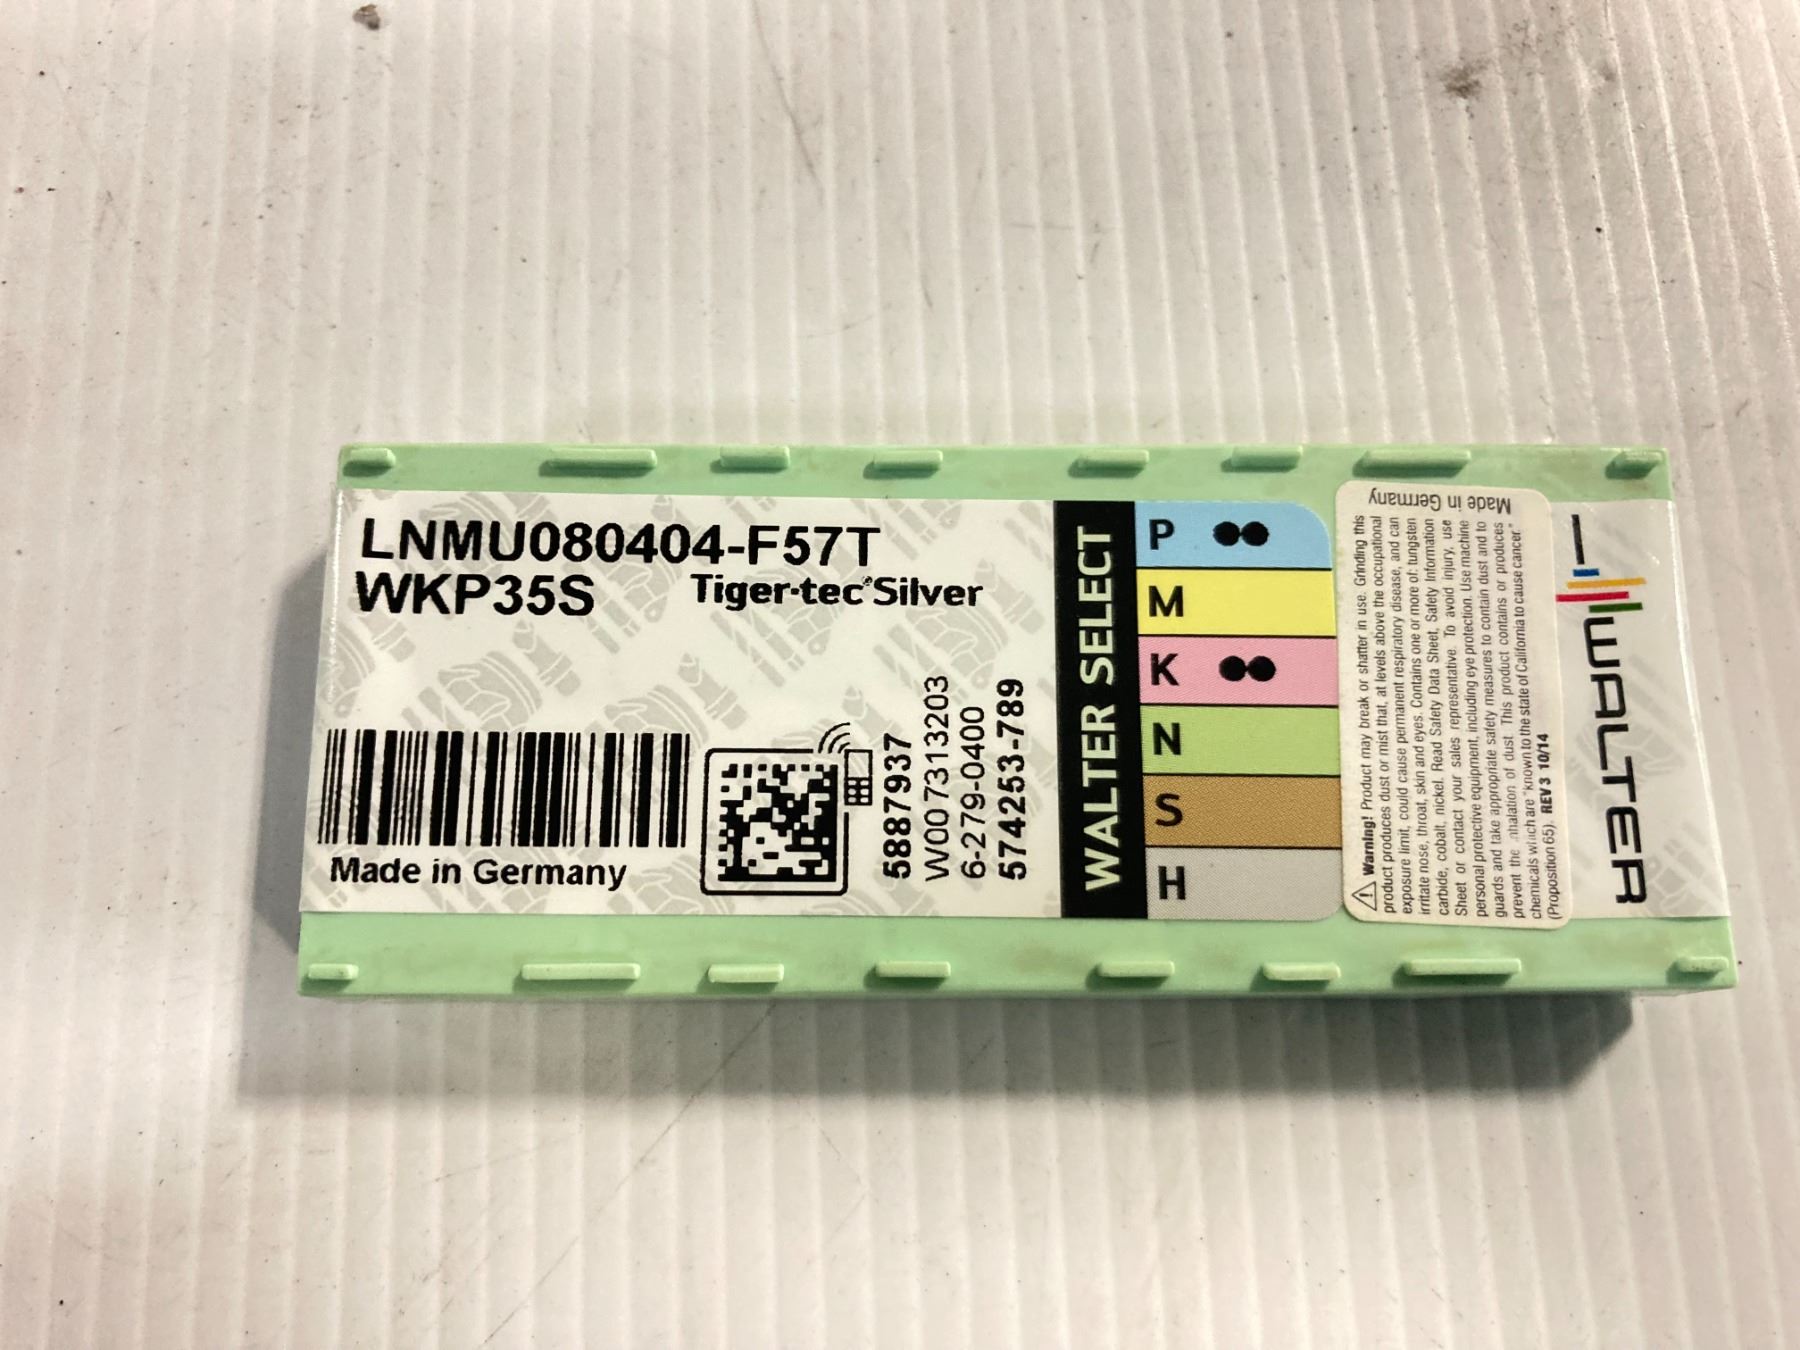 LNMU080404-F57T
WKP35S Tiger·tec®Silver
Made in Germany
5887937
W00 7313203
6-279-0400
574253-789
WALTER SELECT
P
M
K
N
S
H
Made in Germany
Warning! Product may break or shatter in use. Grinding this
product produces dust or mist that, at levels above the occupational
exposure limit, could cause permanent respiratory disease, and can
irritate nose, throat, skin and eyes. Contains one or more of: tungsten
carbide, cobalt, nickel. Read Safety Data Sheet, Safety Information
Sheet or contact your sales representative. To avoid injury, use
personal protective equipment, including eye protection. Use machine
guards and take appropriate safety measures to contain dust and to
prevent the inhalation of dust. This product contains or produces
chemicals which are "known to the state of California to cause cancer."
(Proposition 65). REV 3 10/14
WALTER